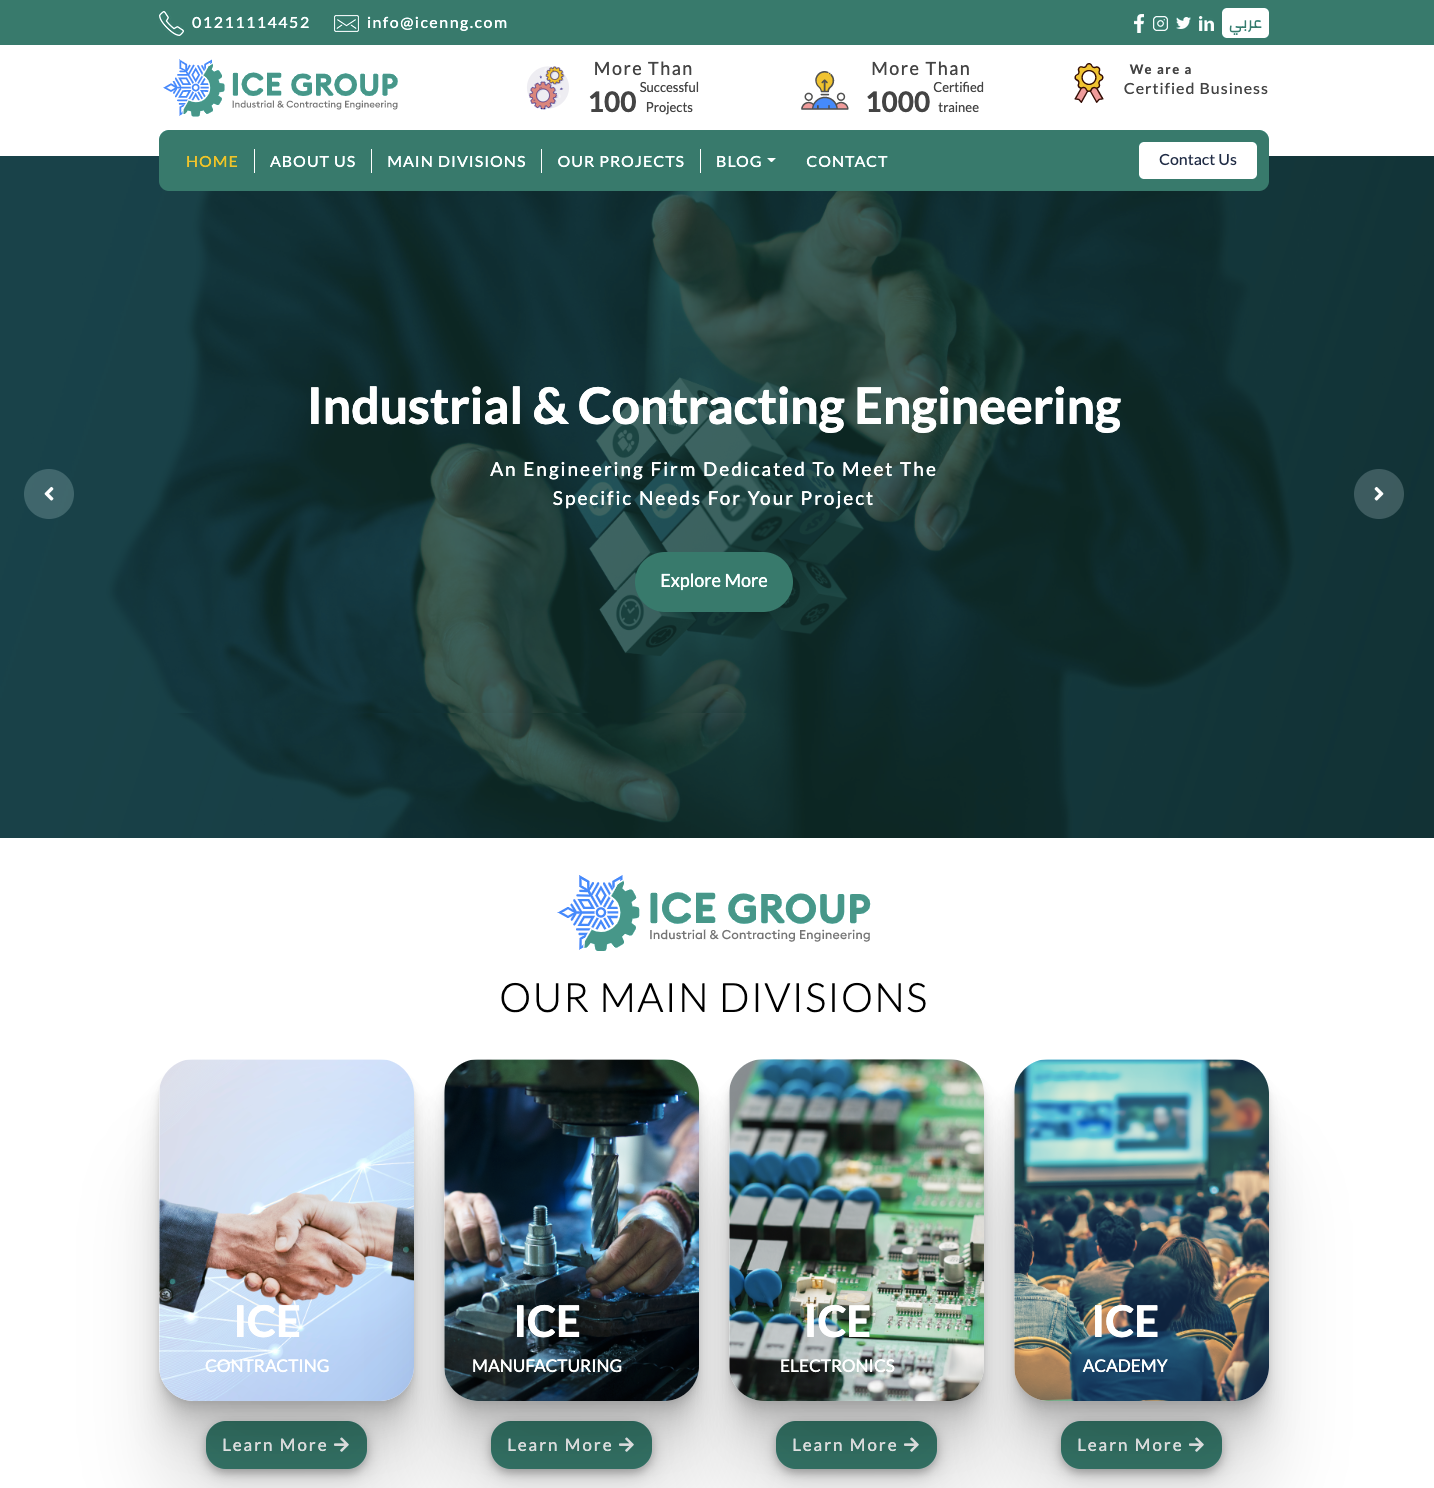 01211114452
info@icenng.com
عربي
ICE GROUP
Industrial & Contracting Engineering
More Than
100 Successful Projects
More Than
1000 Certified trainee
We are a
Certified Business
HOME
ABOUT US
MAIN DIVISIONS
OUR PROJECTS
BLOG
CONTACT
Contact Us
Industrial & Contracting Engineering
An Engineering Firm Dedicated To Meet The
Specific Needs For Your Project
Explore More
ICE GROUP
Industrial & Contracting Engineering
OUR MAIN DIVISIONS
ICE
CONTRACTING
ICE
MANUFACTURING
ICE
ELECTRONICS
ICE
ACADEMY
Learn More
Learn More
Learn More
Learn More